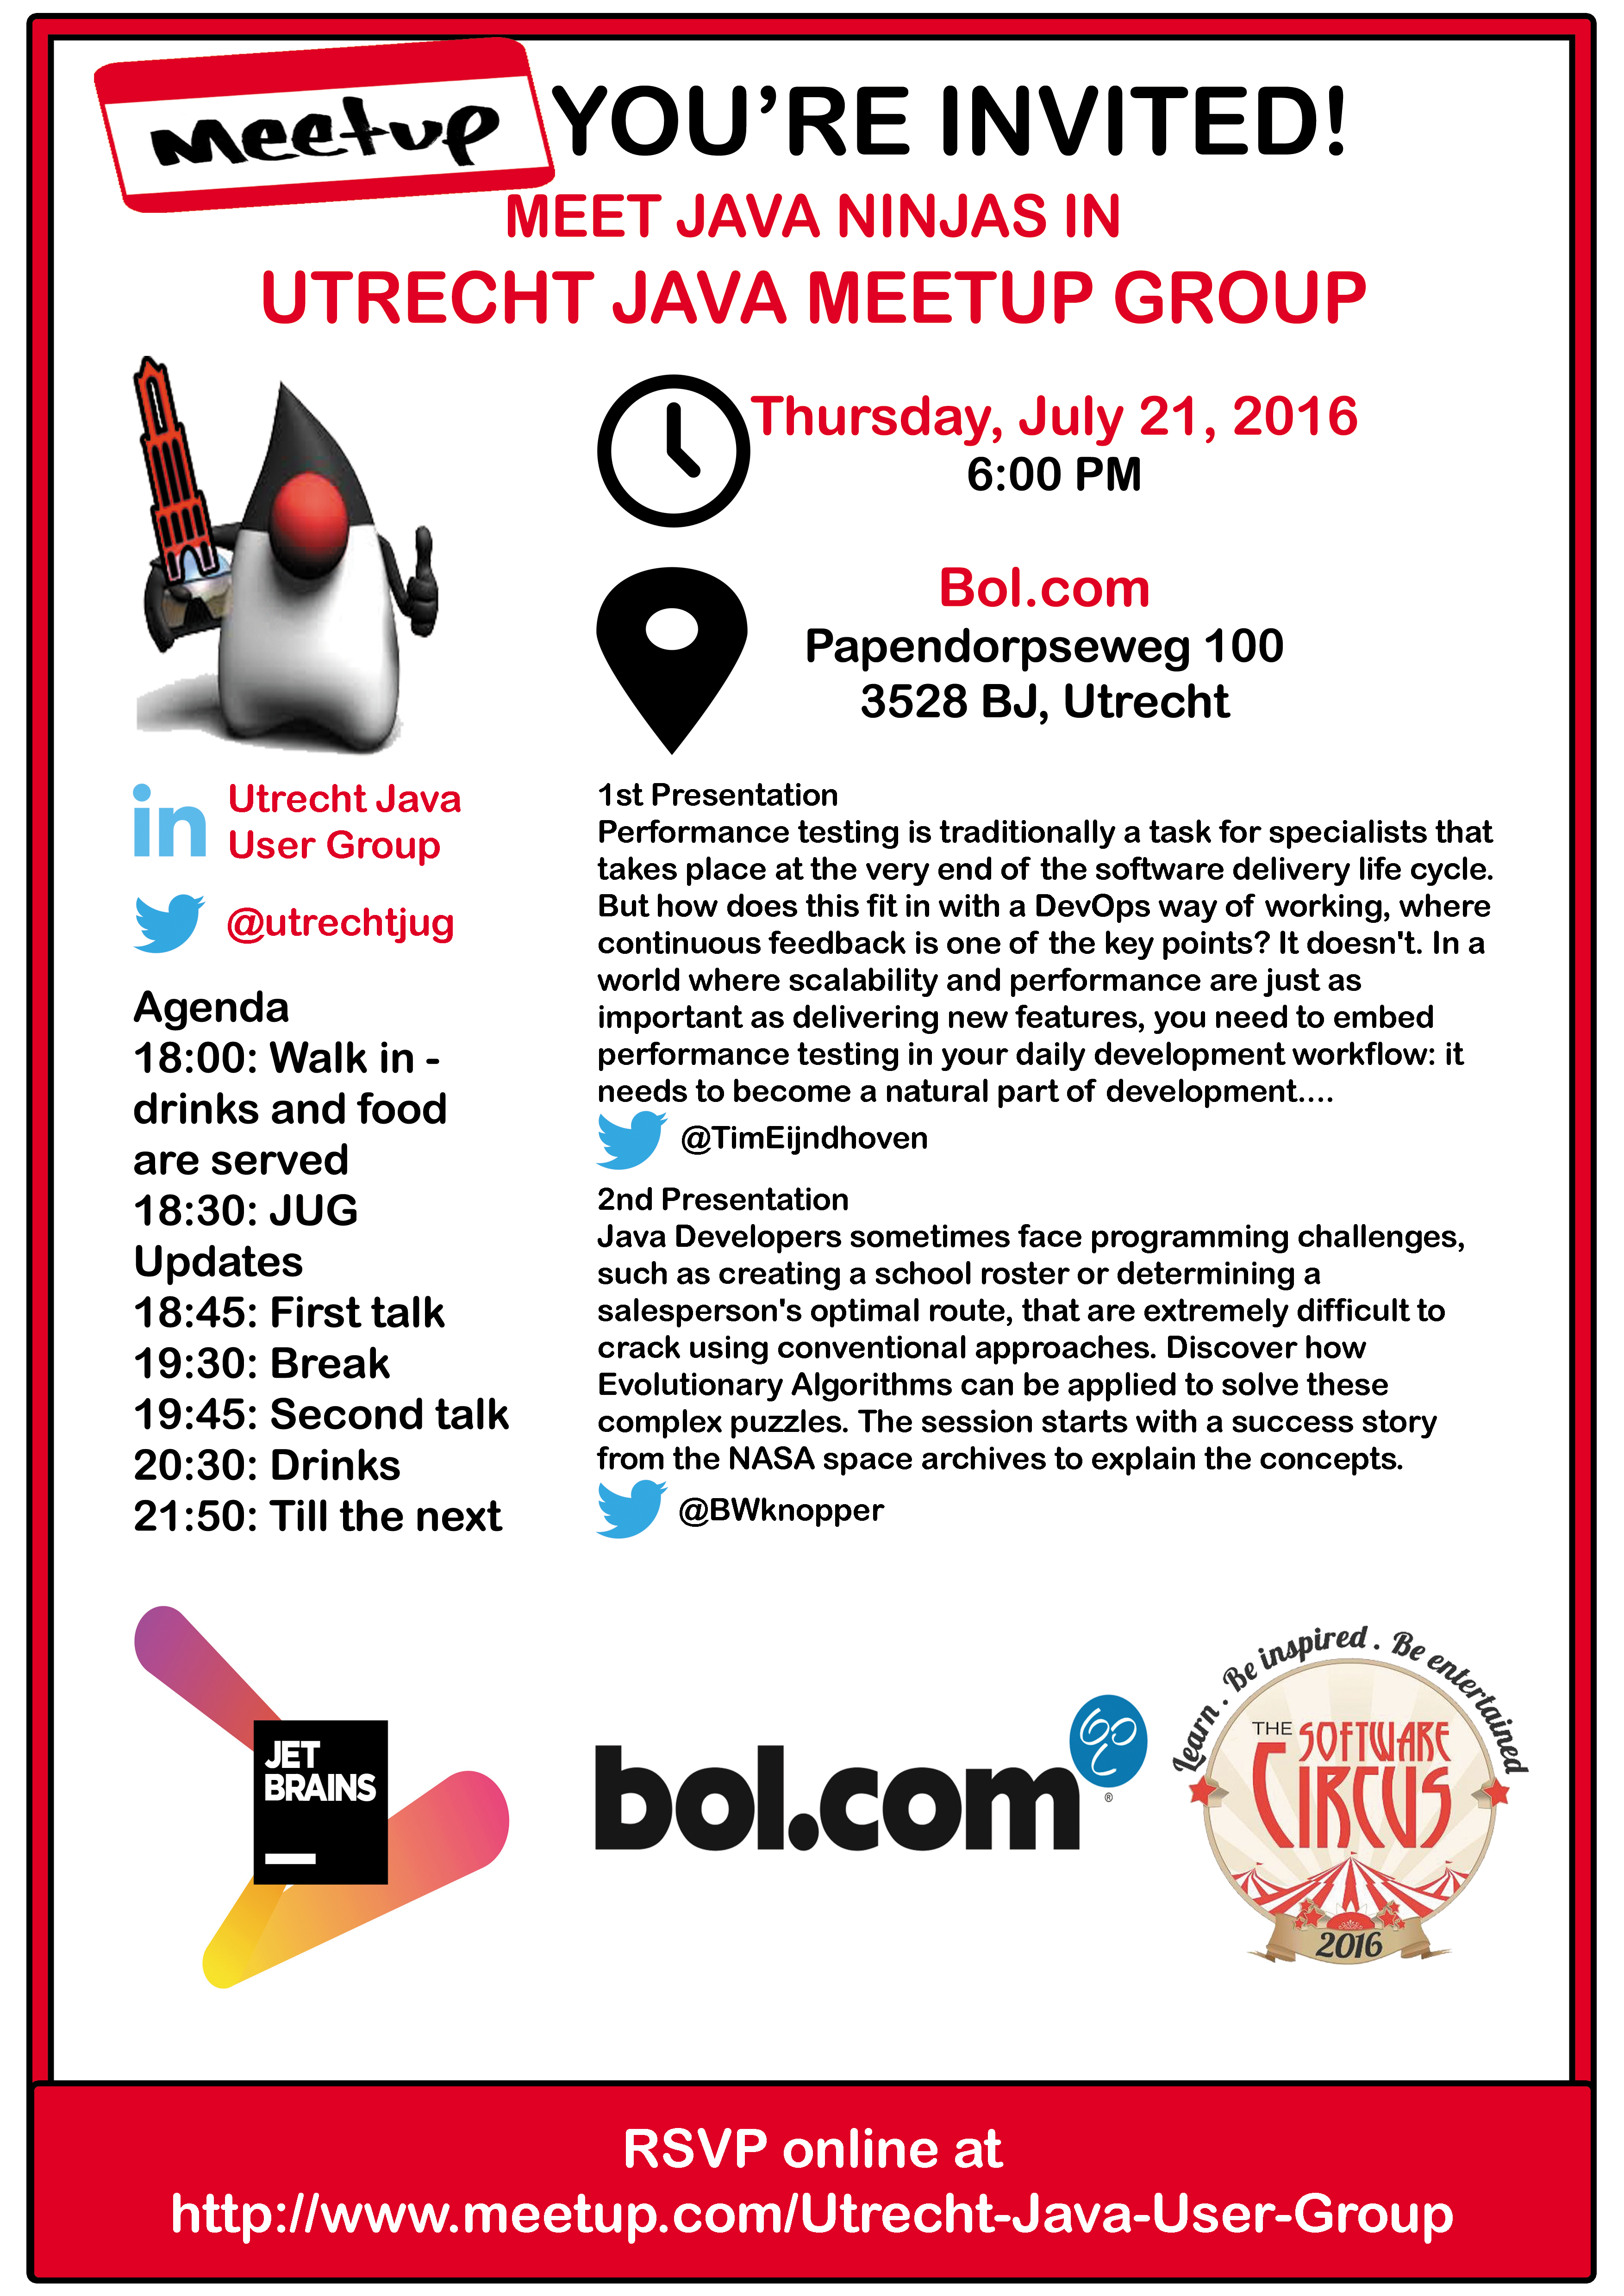 meetup
YOU’RE INVITED!
MEET JAVA NINJAS IN
UTRECHT JAVA MEETUP GROUP
Thursday, July 21, 2016
6:00 PM
Bol.com
Papendorpseweg 100
3528 BJ, Utrecht
in
Utrecht Java
User Group
@utrechtjug
Agenda
18:00: Walk in -
drinks and food
are served
18:30: JUG
Updates
18:45: First talk
19:30: Break
19:45: Second talk
20:30: Drinks
21:50: Till the next
1st Presentation
Performance testing is traditionally a task for specialists that
takes place at the very end of the software delivery life cycle.
But how does this fit in with a DevOps way of working, where
continuous feedback is one of the key points? It doesn't. In a
world where scalability and performance are just as
important as delivering new features, you need to embed
performance testing in your daily development workflow: it
needs to become a natural part of development....
@TimEijndhoven
2nd Presentation
Java Developers sometimes face programming challenges,
such as creating a school roster or determining a
salesperson's optimal route, that are extremely difficult to
crack using conventional approaches. Discover how
Evolutionary Algorithms can be applied to solve these
complex puzzles. The session starts with a success story
from the NASA space archives to explain the concepts.
@BWknopper
JET
BRAINS
bol.com
bol
®
Learn . Be inspired . Be entertained
THE SOFTWARE
CIRCUS
2016
RSVP online at
http://www.meetup.com/Utrecht-Java-User-Group